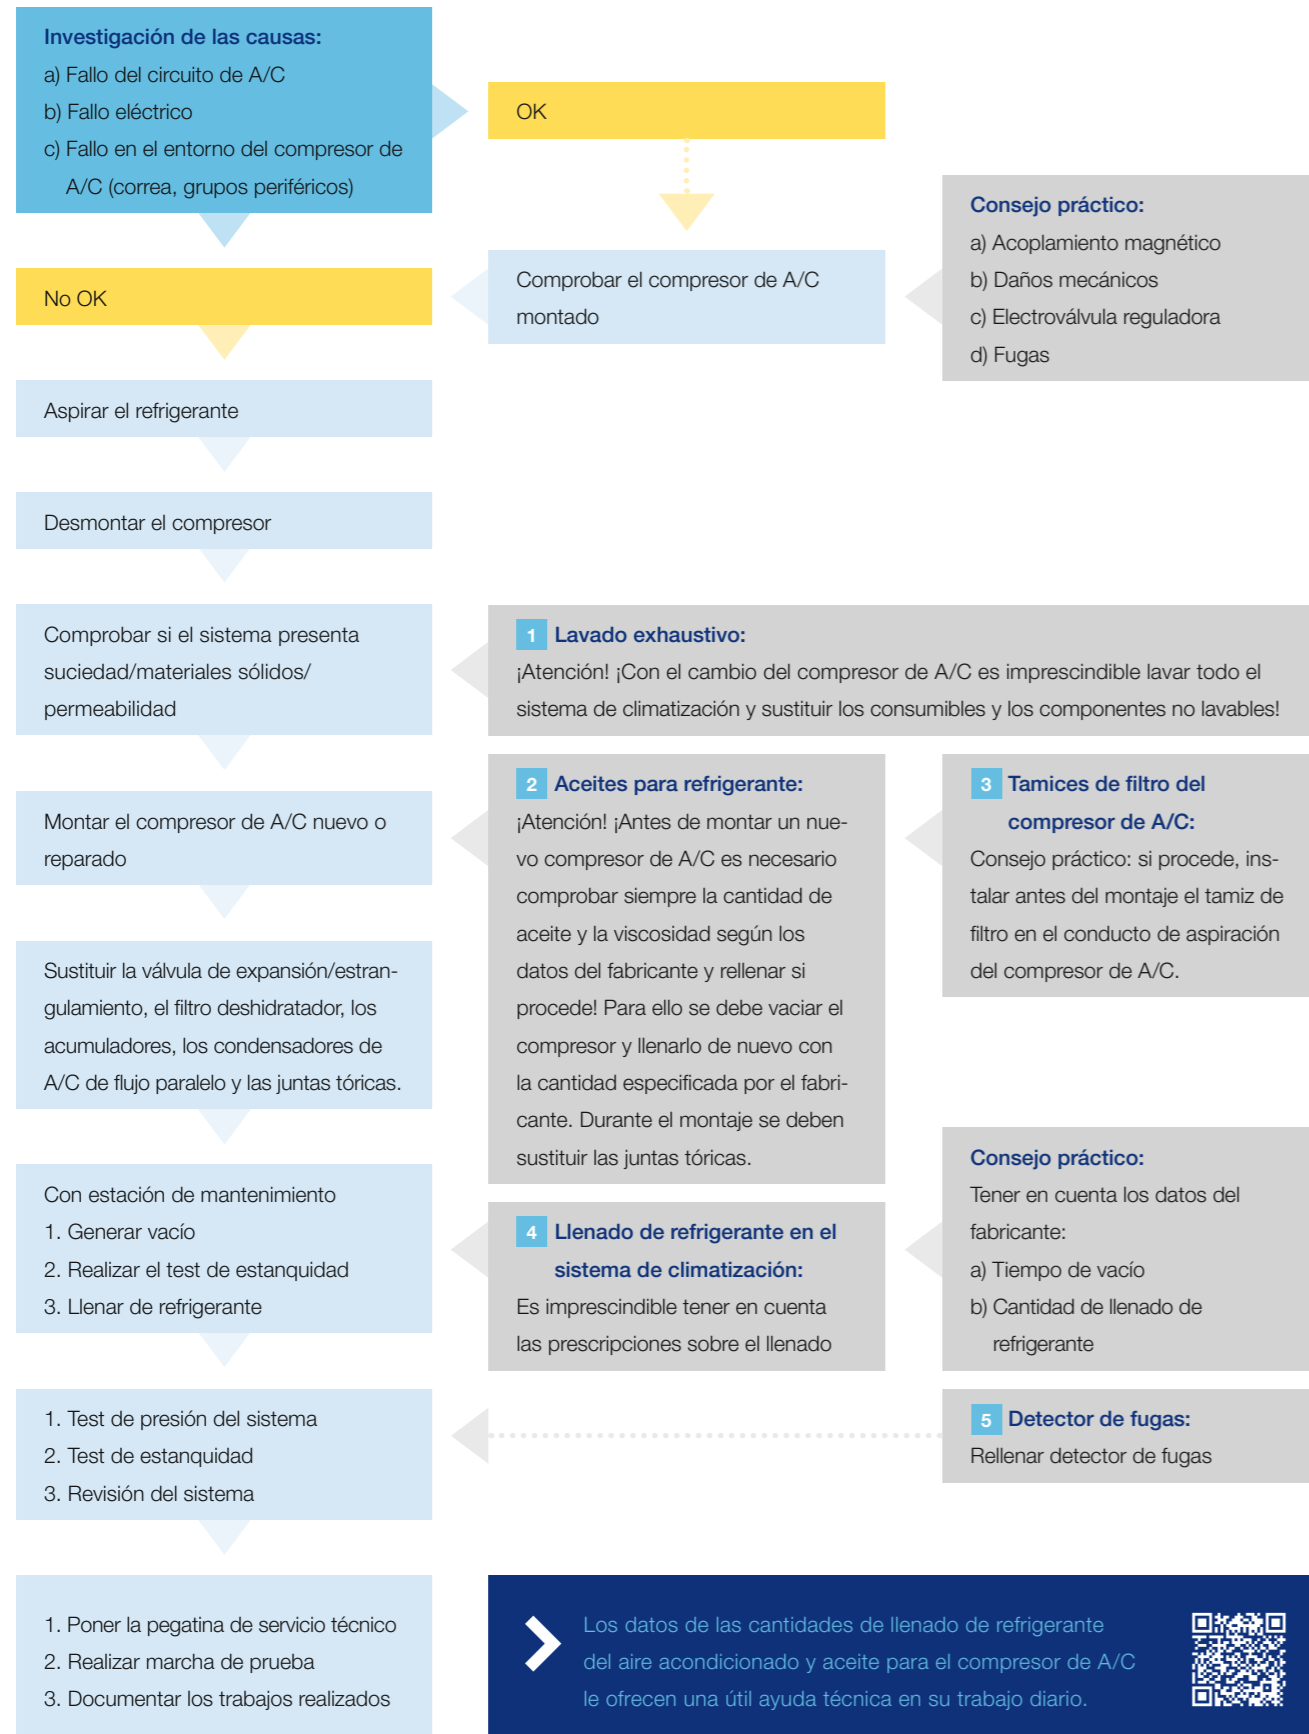 Investigación de las causas:
a) Fallo del circuito de A/C
b) Fallo eléctrico
c) Fallo en el entorno del compresor de
A/C (correa, grupos periféricos)
OK
No OK
Comprobar el compresor de A/C
montado
Consejo práctico:
a) Acoplamiento magnético
b) Daños mecánicos
c) Electroválvula reguladora
d) Fugas
Aspirar el refrigerante
Desmontar el compresor
Comprobar si el sistema presenta
suciedad/materiales sólidos/
permeabilidad
1 Lavado exhaustivo:
¡Atención! ¡Con el cambio del compresor de A/C es imprescindible lavar todo el
sistema de climatización y sustituir los consumibles y los componentes no lavables!
Montar el compresor de A/C nuevo o
reparado
2 Aceites para refrigerante:
¡Atención! ¡Antes de montar un nue-
vo compresor de A/C es necesario
comprobar siempre la cantidad de
aceite y la viscosidad según los
datos del fabricante y rellenar si
procede! Para ello se debe vaciar el
compresor y llenarlo de nuevo con
la cantidad especificada por el fabri-
cante. Durante el montaje se deben
sustituir las juntas tóricas.
3 Tamices de filtro del
compresor de A/C:
Consejo práctico: si procede, ins-
talar antes del montaje el tamiz de
filtro en el conducto de aspiración
del compresor de A/C.
Sustituir la válvula de expansión/estran-
gulamiento, el filtro deshidratador, los
acumuladores, los condensadores de
A/C de flujo paralelo y las juntas tóricas.
Con estación de mantenimiento
1. Generar vacío
2. Realizar el test de estanquidad
3. Llenar de refrigerante
4 Llenado de refrigerante en el
sistema de climatización:
Es imprescindible tener en cuenta
las prescripciones sobre el llenado
Consejo práctico:
Tener en cuenta los datos del
fabricante:
a) Tiempo de vacío
b) Cantidad de llenado de
refrigerante
1. Test de presión del sistema
2. Test de estanquidad
3. Revisión del sistema
5 Detector de fugas:
Rellenar detector de fugas
1. Poner la pegatina de servicio técnico
2. Realizar marcha de prueba
3. Documentar los trabajos realizados
Los datos de las cantidades de llenado de refrigerante
del aire acondicionado y aceite para el compresor de A/C
le ofrecen una útil ayuda técnica en su trabajo diario.